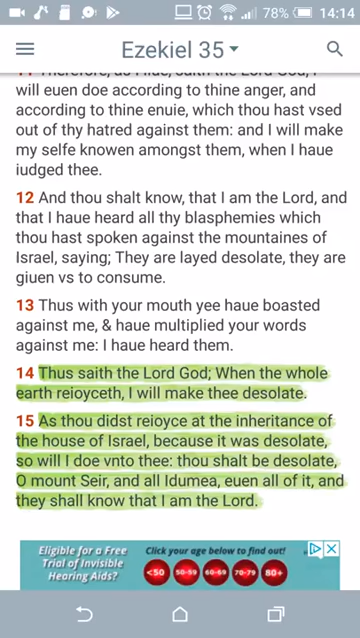 78% 14:14
Ezekiel 35
11 Therefore, as I liue, saith the Lord God, I
will euen doe according to thine anger, and
according to thine enuie, which thou hast vsed
out of thy hatred against them: and I will make
my selfe knowen amongst them, when I haue
iudged thee.
12 And thou shalt know, that I am the Lord, and
that I haue heard all thy blasphemies which
thou hast spoken against the mountaines of
Israel, saying; They are layed desolate, they are
giuen vs to consume.
13 Thus with your mouth yee haue boasted
against me, & haue multiplied your words
against me: I haue heard them.
14 Thus saith the Lord God; When the whole
earth reioyceth, I will make thee desolate.
15 As thou didst reioyce at the inheritance of
the house of Israel, because it was desolate,
so will I doe vnto thee: thou shalt be desolate,
O mount Seir, and all Idumea, euen all of it, and
they shall know that I am the Lord.
Eligible for a Free
Trial of Invisible
Hearing Aids?
Click your age below to find out!
<50 50-59 60-69 70-79 80+